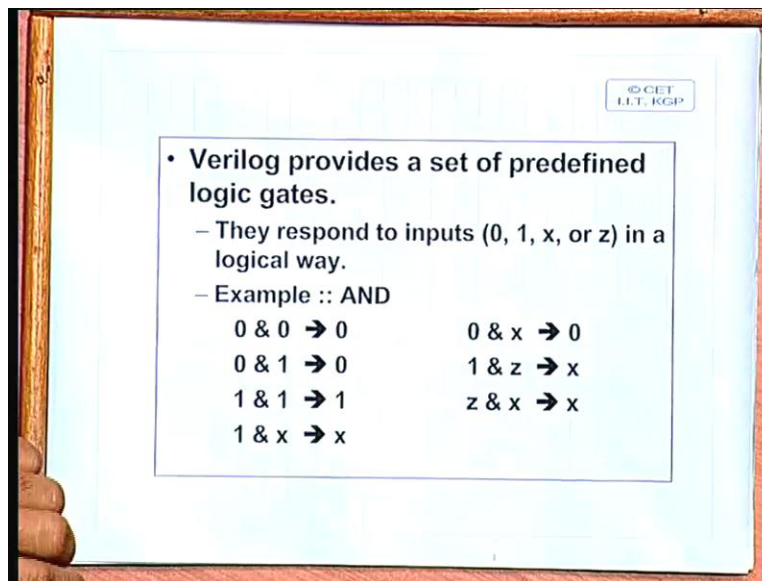 © CET
I.I.T. KGP
• Verilog provides a set of predefined
logic gates.
– They respond to inputs (0, 1, x, or z) in a
logical way.
– Example :: AND
0 & 0 ➔ 0 0 & x ➔ 0
0 & 1 ➔ 0 1 & z ➔ x
1 & 1 ➔ 1 z & x ➔ x
1 & x ➔ x